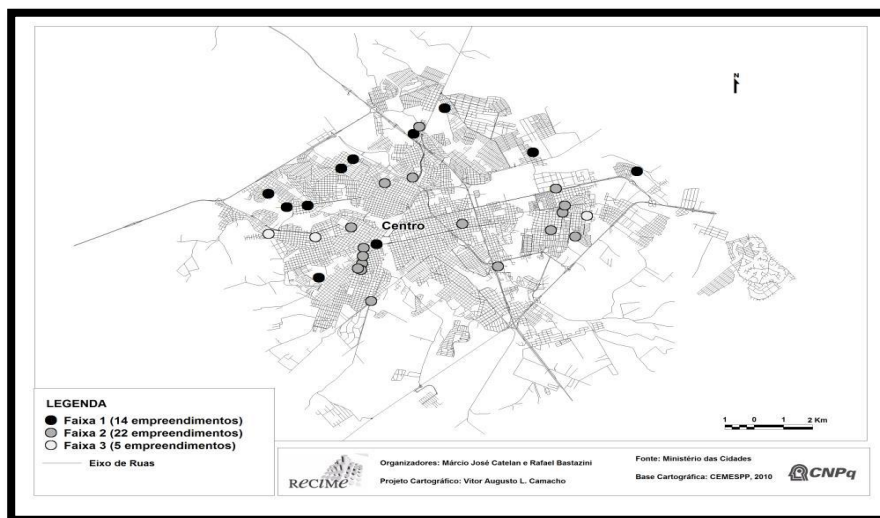 N
Centro
LEGENDA
Faixa 1 (14 empreendimentos)
Faixa 2 (22 empreendimentos)
Faixa 3 (5 empreendimentos)
Eixo de Ruas
1 0 1 2 Km
RECIME
Organizadores: Márcio José Catelan e Rafael Bastazini
Projeto Cartográfico: Vitor Augusto L. Camacho
Fonte: Ministério das Cidades
Base Cartográfica: CEMESPP, 2010
CNPq